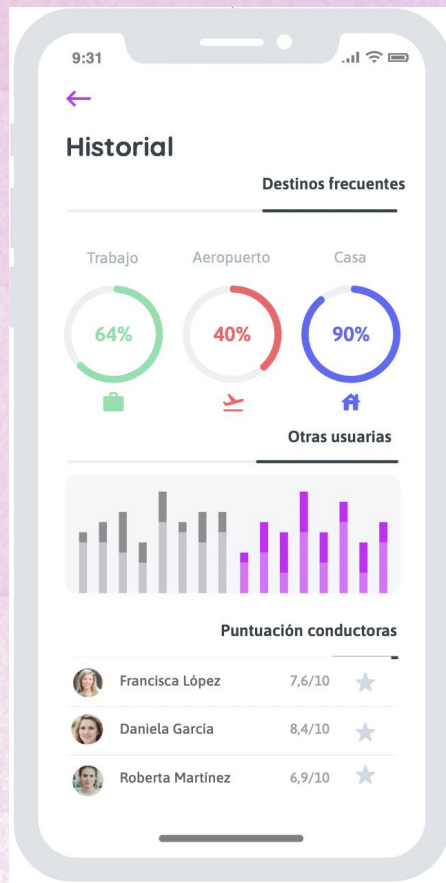 9:31
Historial
Destinos frecuentes
Trabajo Aeropuerto Casa
64% 40% 90%
Otras usuarias
Puntuación conductoras
Francisca López 7,6/10
Daniela García 8,4/10
Roberta Martínez 6,9/10